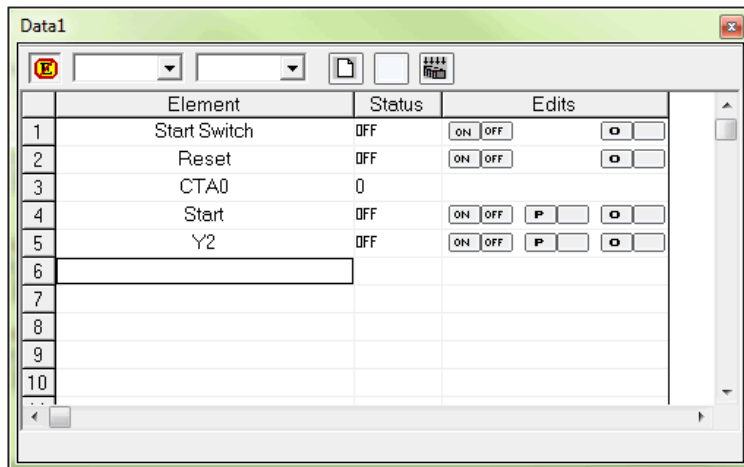 Data1
E
Element Status Edits
1 Start Switch OFF ON OFF O
2 Reset OFF ON OFF O
3 CTA0 0
4 Start OFF ON OFF P O
5 Y2 OFF ON OFF P O
6
7
8
9
10